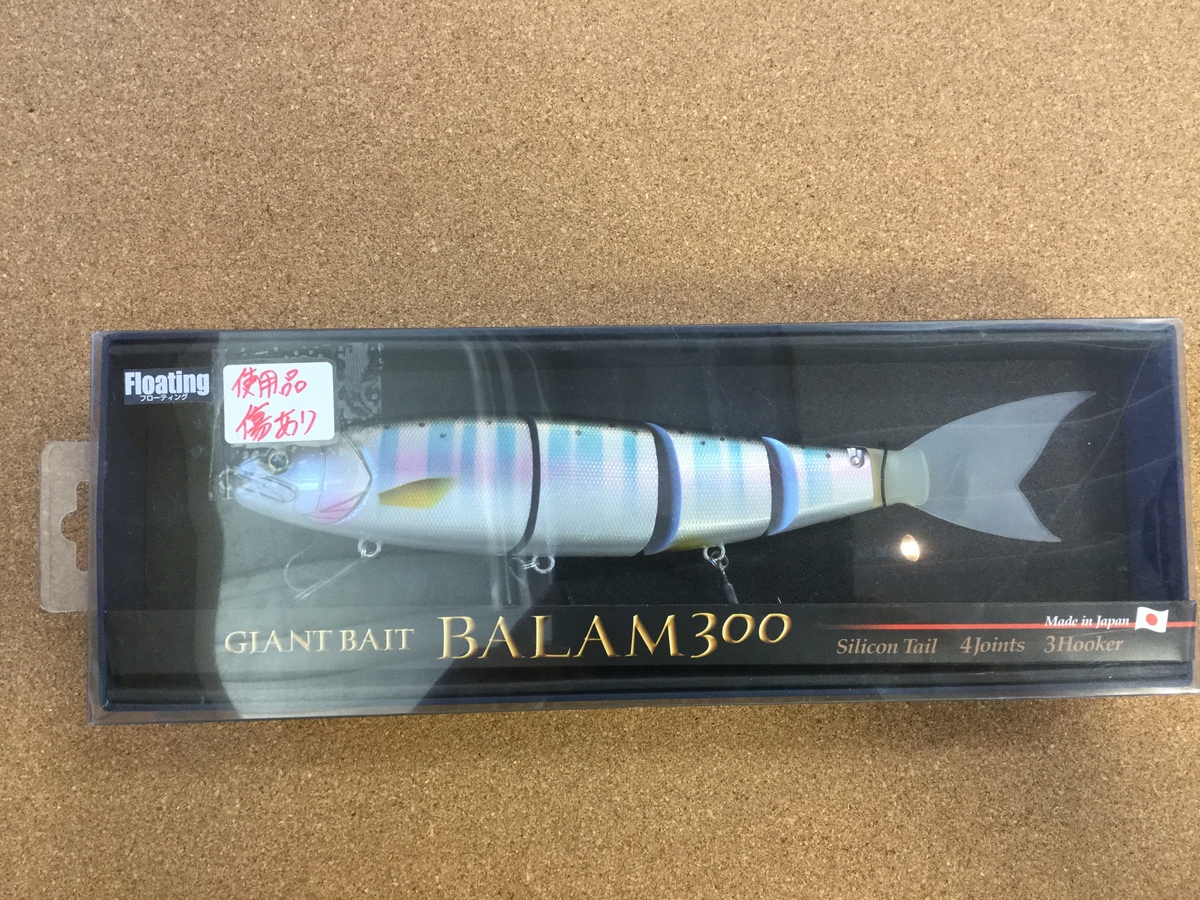 Floating
フローティング
使用品
傷あり
GIANT BAIT BALAM300
Made in Japan
Silicon Tail 4Joints 3Hooker